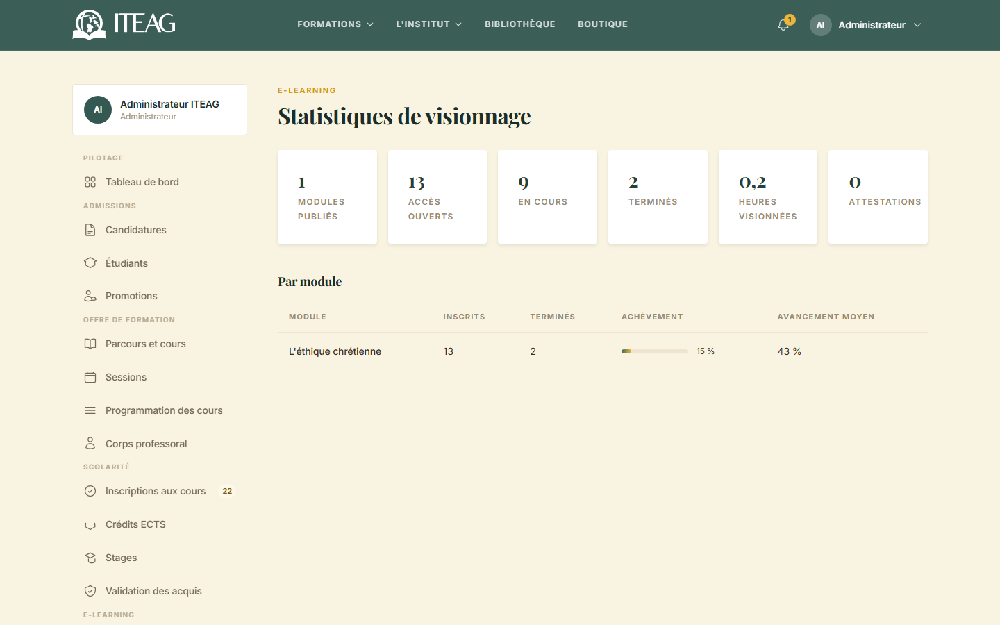 ITEAG
FORMATIONS
L'INSTITUT
BIBLIOTHÈQUE
BOUTIQUE
1
AI
Administrateur
AI
Administrateur ITEAG
Administrateur
PILOTAGE
Tableau de bord
ADMISSIONS
Candidatures
Étudiants
Promotions
OFFRE DE FORMATION
Parcours et cours
Sessions
Programmation des cours
Corps professoral
SCOLARITÉ
Inscriptions aux cours 22
Crédits ECTS
Stages
Validation des acquis
E-LEARNING
E-LEARNING
Statistiques de visionnage
1
MODULES
PUBLIÉS
13
ACCÈS
OUVERTS
9
EN COURS
2
TERMINÉS
0,2
HEURES
VISIONNÉES
0
ATTESTATIONS
Par module
MODULE INSCRITS TERMINÉS ACHÈVEMENT AVANCEMENT MOYEN
L'éthique chrétienne 13 2 15 % 43 %